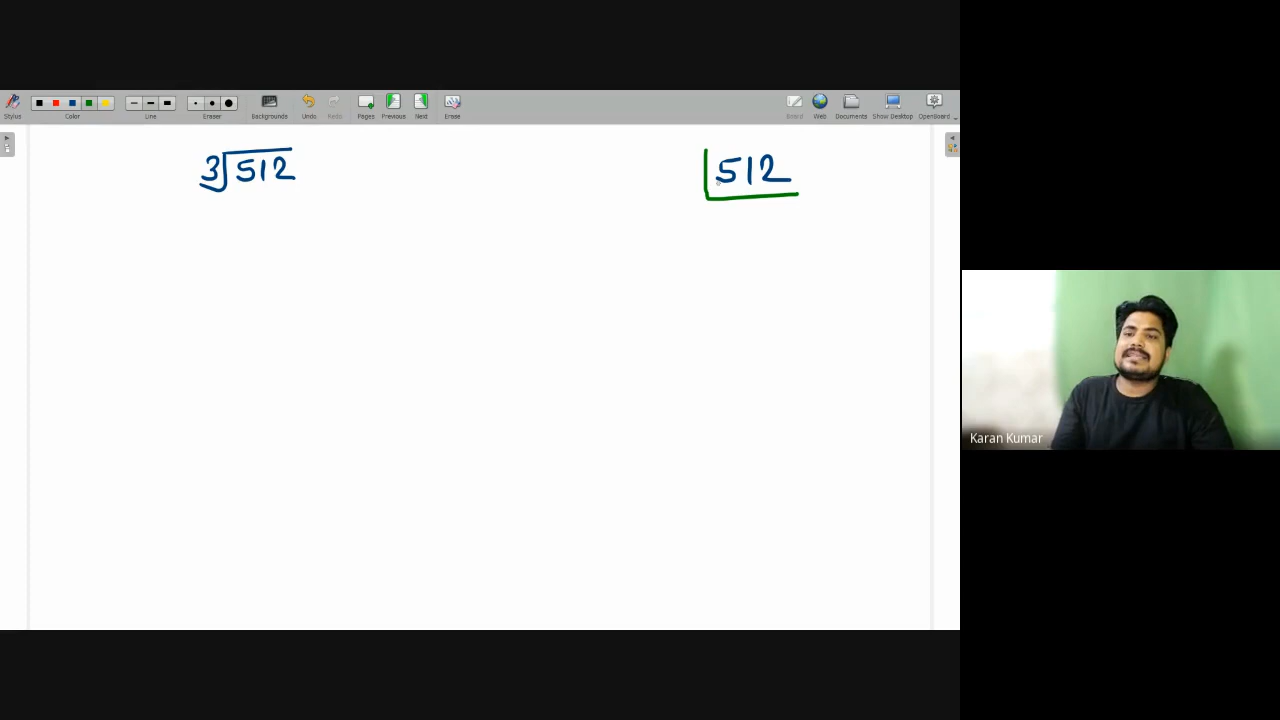 Stylus
Color
Line
Eraser
Backgrounds
Undo
Redo
Pages
Previous
Next
Erase
Board
Web
Documents
Show Desktop
OpenBoard
∛512
512
Karan Kumar